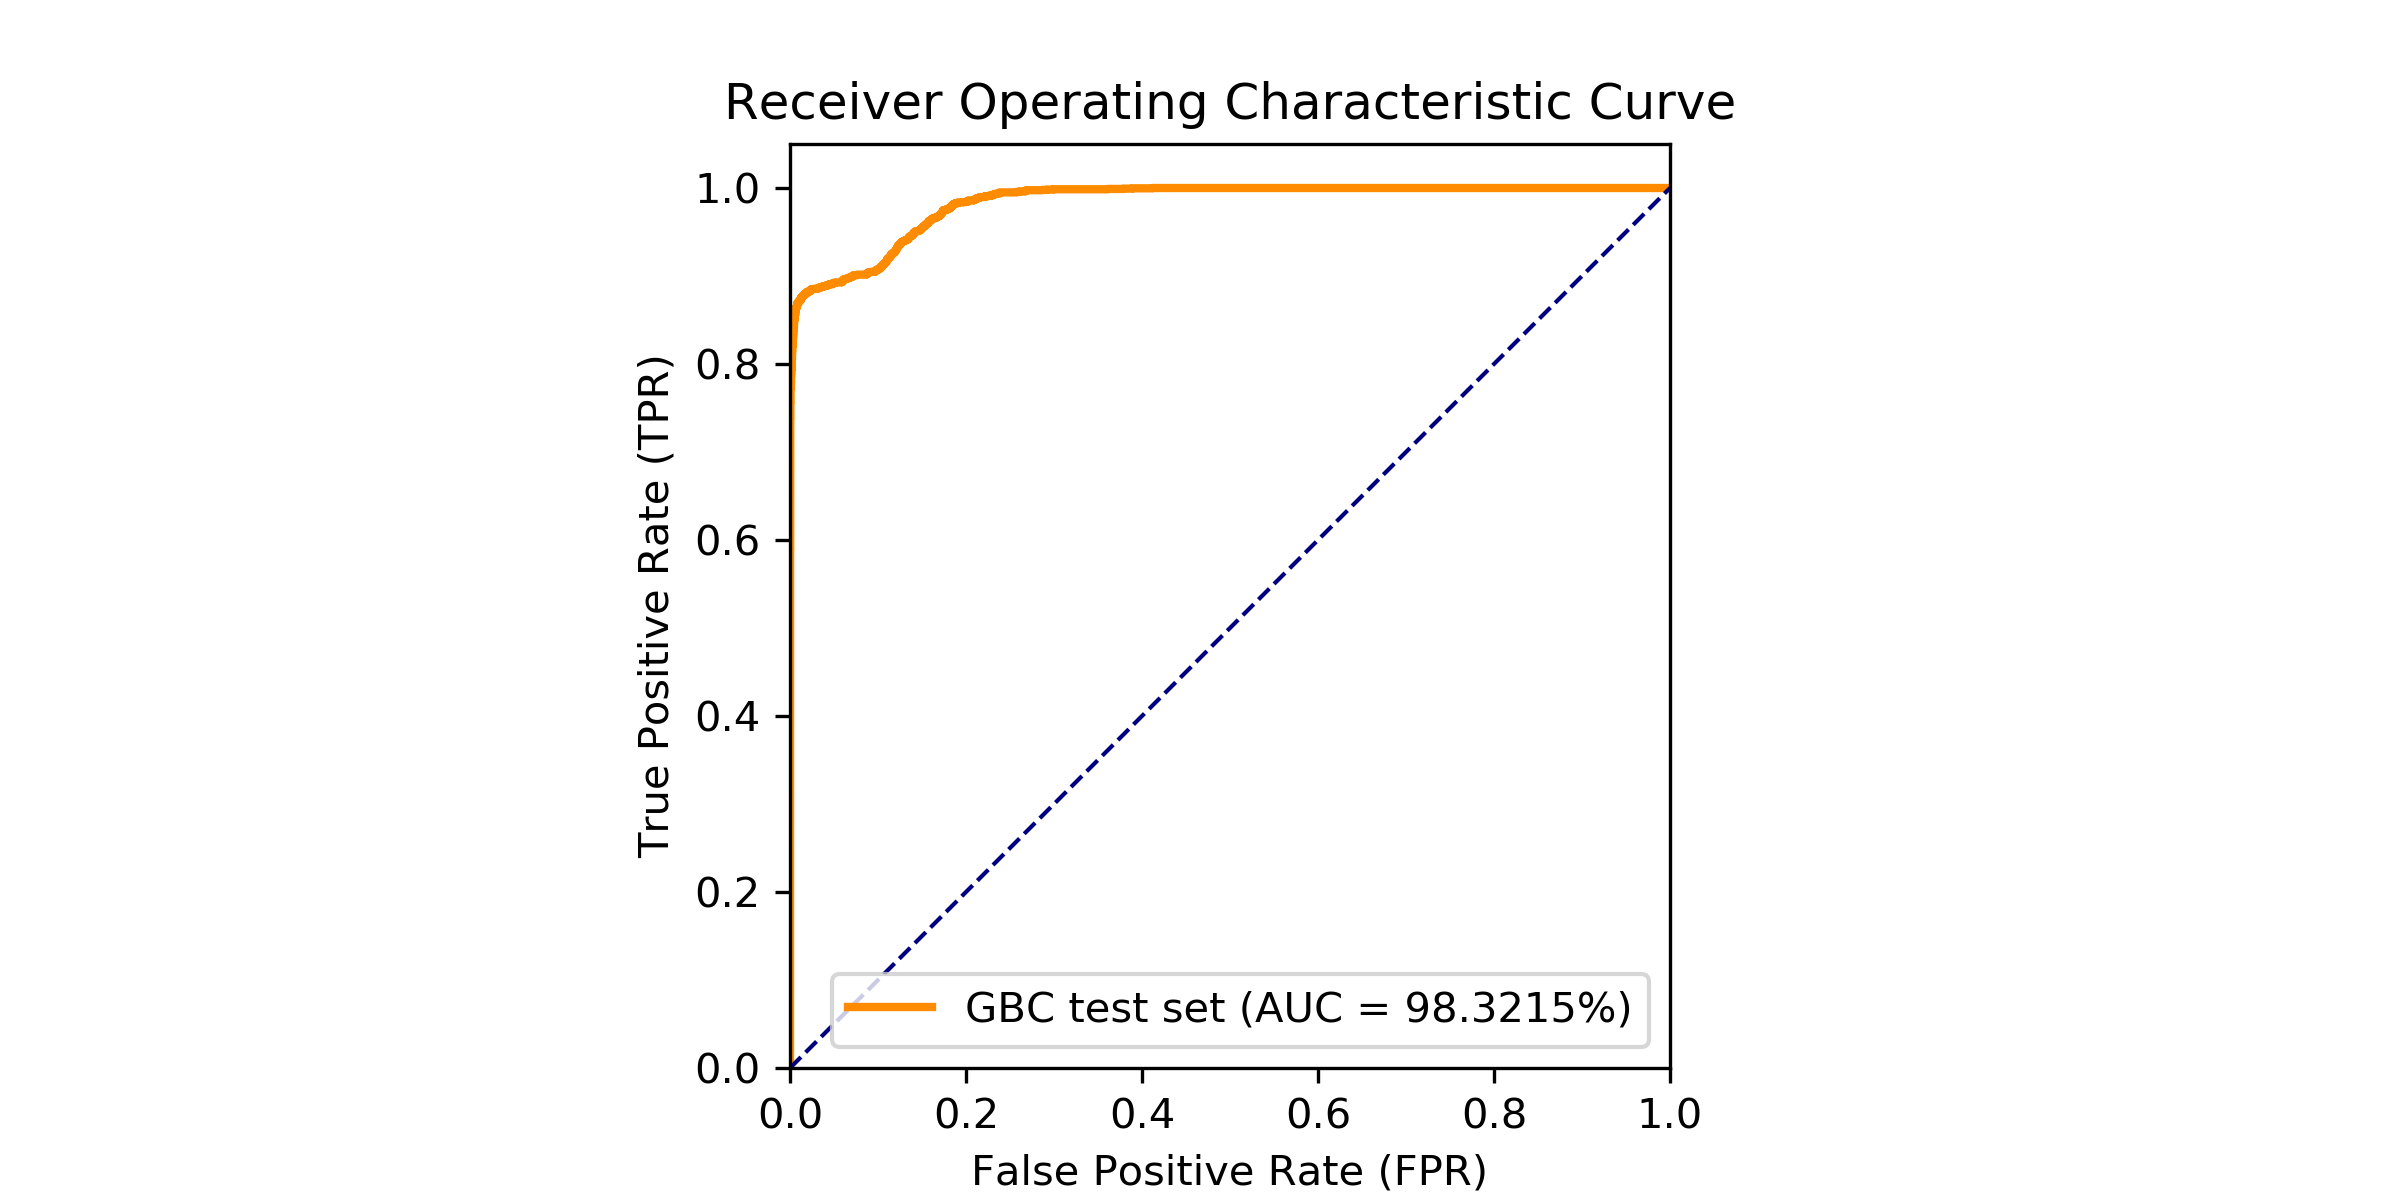 Receiver Operating Characteristic Curve
1.0
0.8
0.6
0.4
0.2
0.0
True Positive Rate (TPR)
GBC test set (AUC = 98.3215%)
0.0 0.2 0.4 0.6 0.8 1.0
False Positive Rate (FPR)